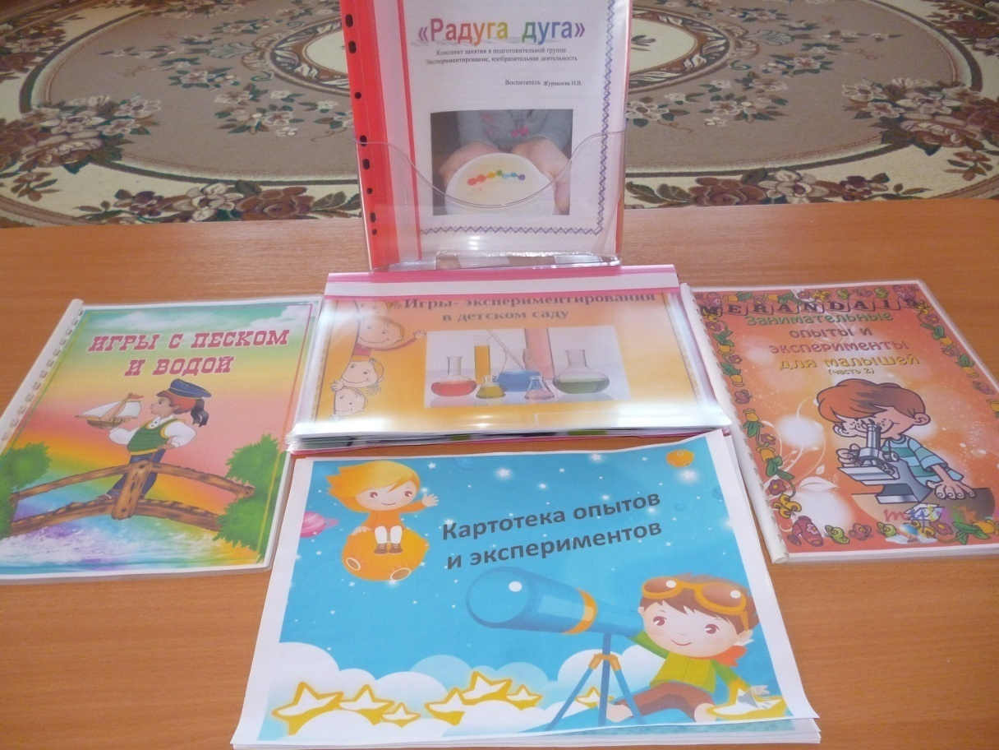 «Радуга дуга»
Конспект занятия в подготовительной группе
Экспериментирование, изобразительная деятельность
Воспитатель Журавлева Н.В.
ИГРЫ С ПЕСКОМ
И ВОДОЙ
Игры- экспериментирования
в детском саду
MERANDA
Занимательные
опыты и
эксперименты
для малышей
(часть 2)
Картотека опытов
и экспериментов